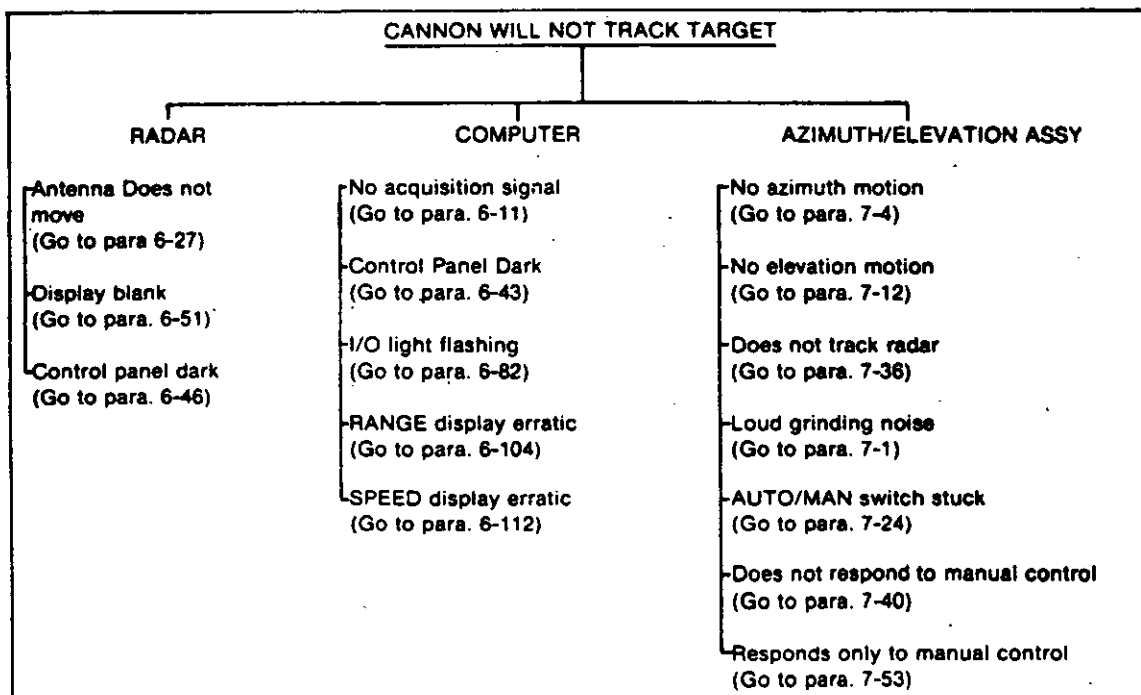 CANNON WILL NOT TRACK TARGET
RADAR
Antenna Does not
move
(Go to para 6-27)
Display blank
(Go to para. 6-51)
Control panel dark
(Go to para. 6-46)
COMPUTER
No acquisition signal
(Go to para. 6-11)
Control Panel Dark
(Go to para. 6-43)
I/O light flashing
(Go to para. 6-82)
RANGE display erratic
(Go to para. 6-104)
SPEED display erratic
(Go to para. 6-112)
AZIMUTH/ELEVATION ASSY
No azimuth motion
(Go to para. 7-4)
No elevation motion
(Go to para. 7-12)
Does not track radar
(Go to para. 7-36)
Loud grinding noise
(Go to para. 7-1)
AUTO/MAN switch stuck
(Go to para. 7-24)
Does not respond to manual control
(Go to para. 7-40)
Responds only to manual control
(Go to para. 7-53)